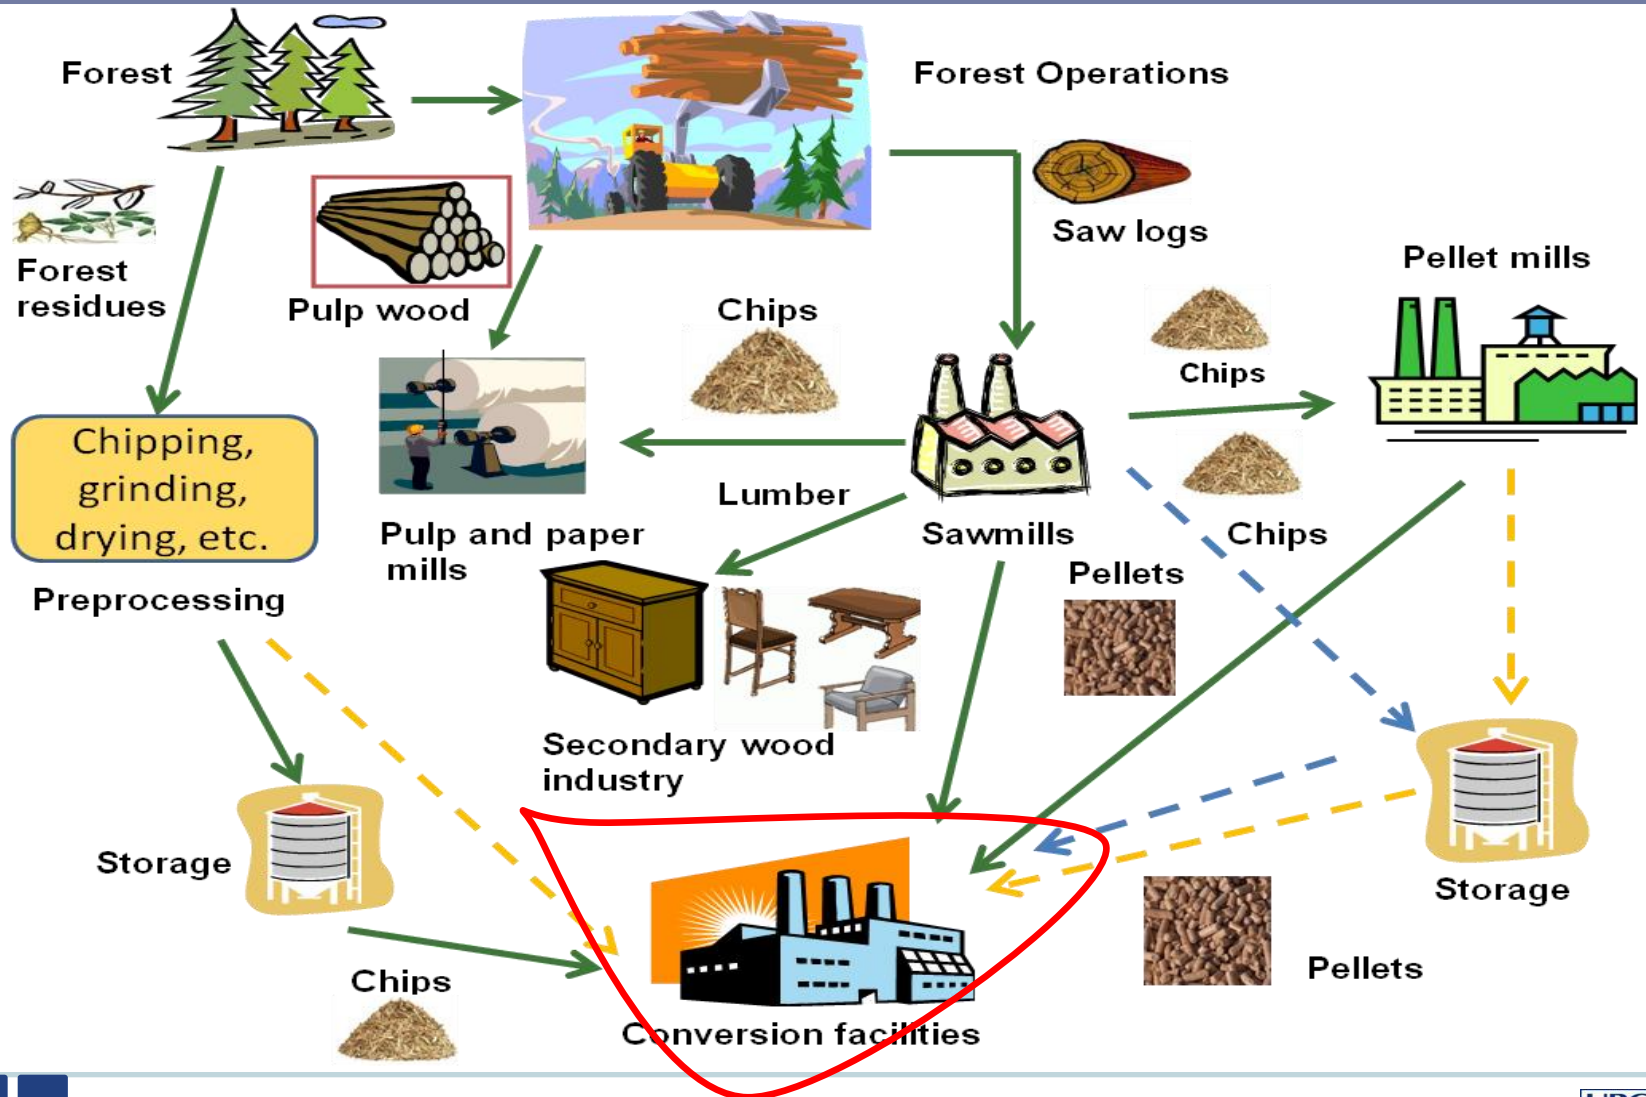 Forest
Forest Operations
Saw logs
Forest
residues
Pulp wood
Pellet mills
Chips
Chips
Chipping,
grinding,
drying, etc.
Lumber
Pulp and paper
mills
Sawmills
Chips
Pellets
Preprocessing
Secondary wood
industry
Storage
Storage
Pellets
Chips
Conversion facilities